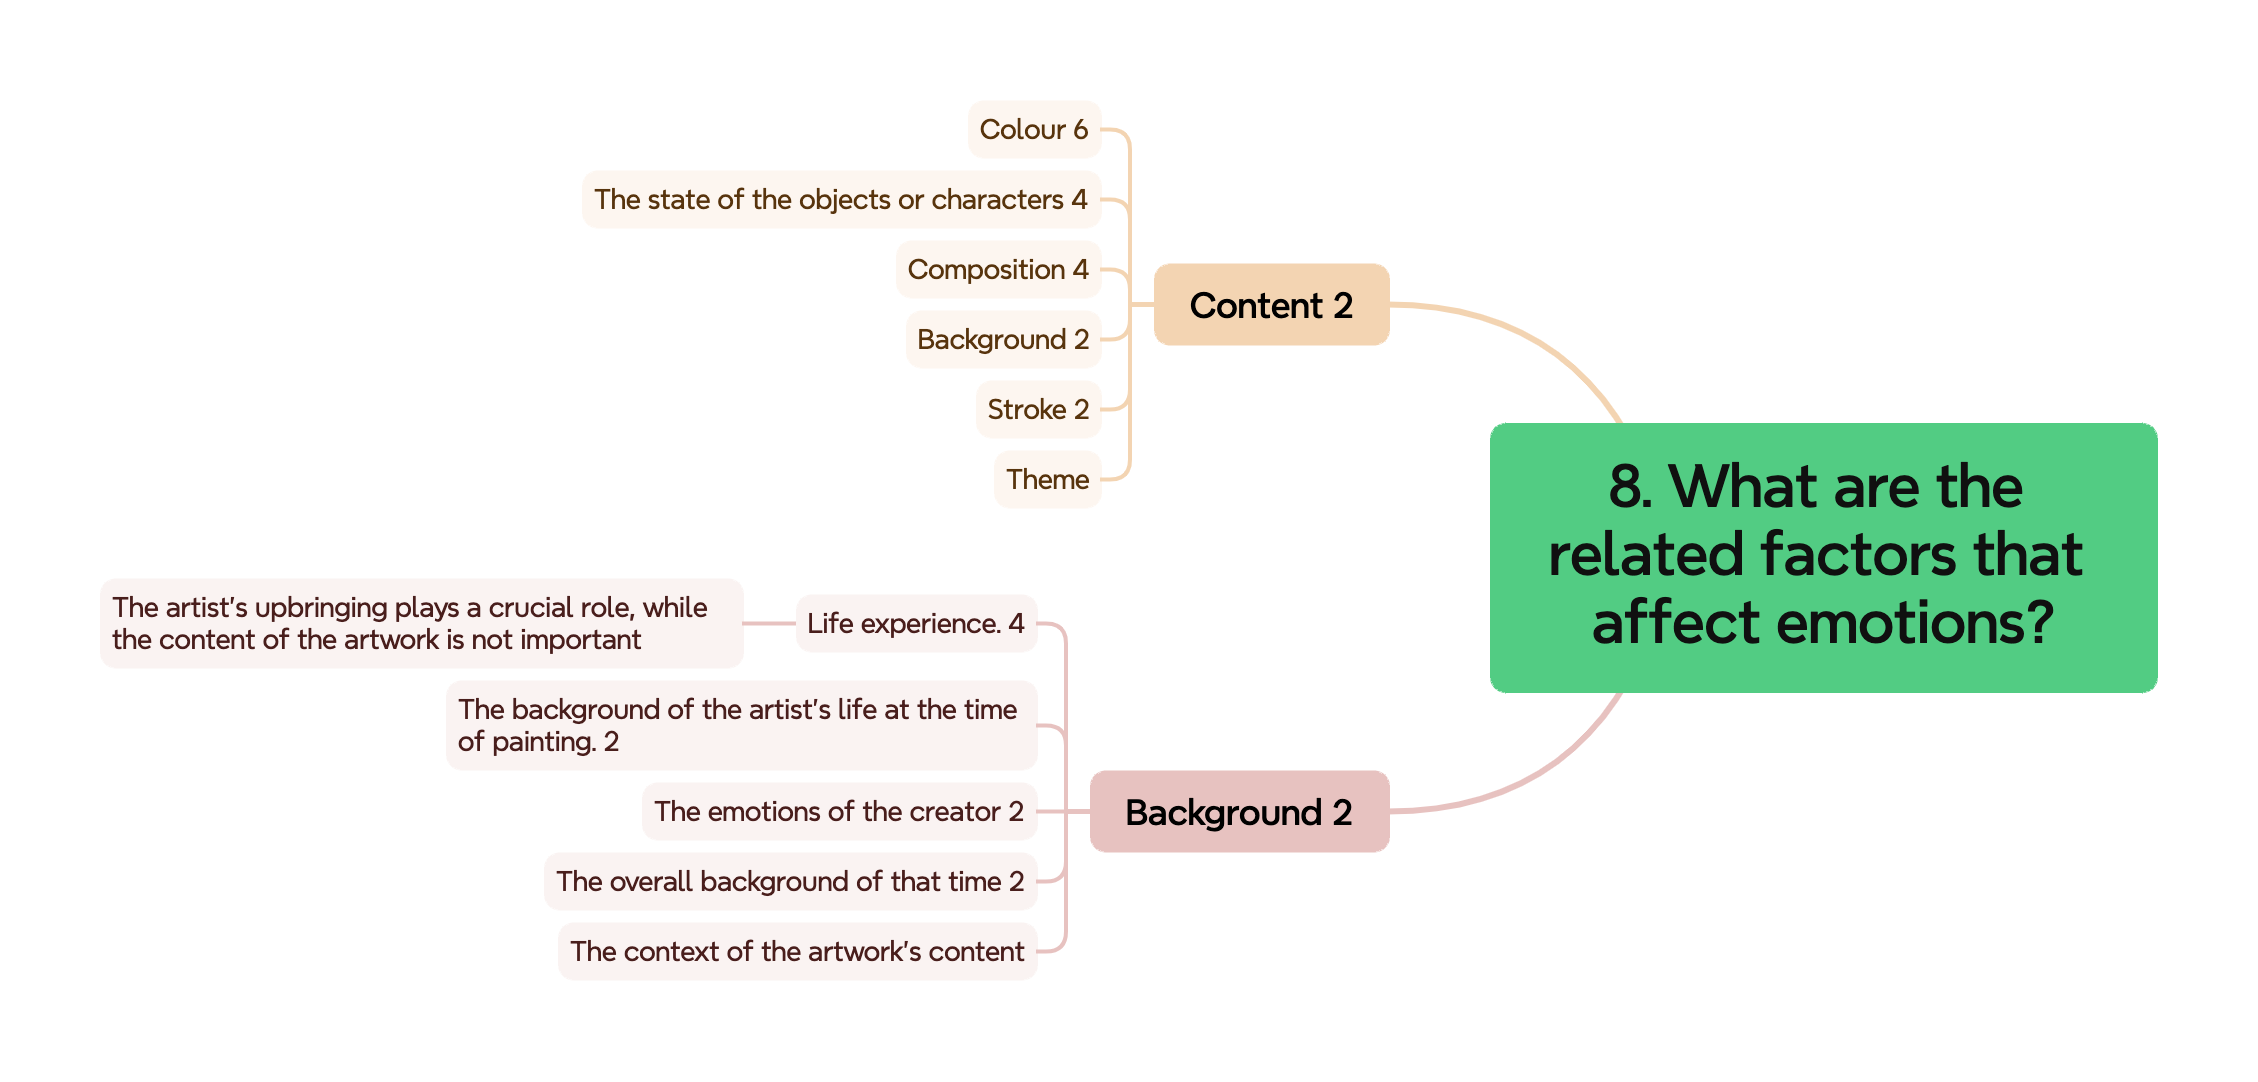 Colour 6
The state of the objects or characters 4
Composition 4
Content 2
Background 2
Stroke 2
Theme
8. What are the
related factors that
affect emotions?
The artist's upbringing plays a crucial role, while
the content of the artwork is not important
Life experience. 4
The background of the artist's life at the time
of painting. 2
The emotions of the creator 2
Background 2
The overall background of that time 2
The context of the artwork's content